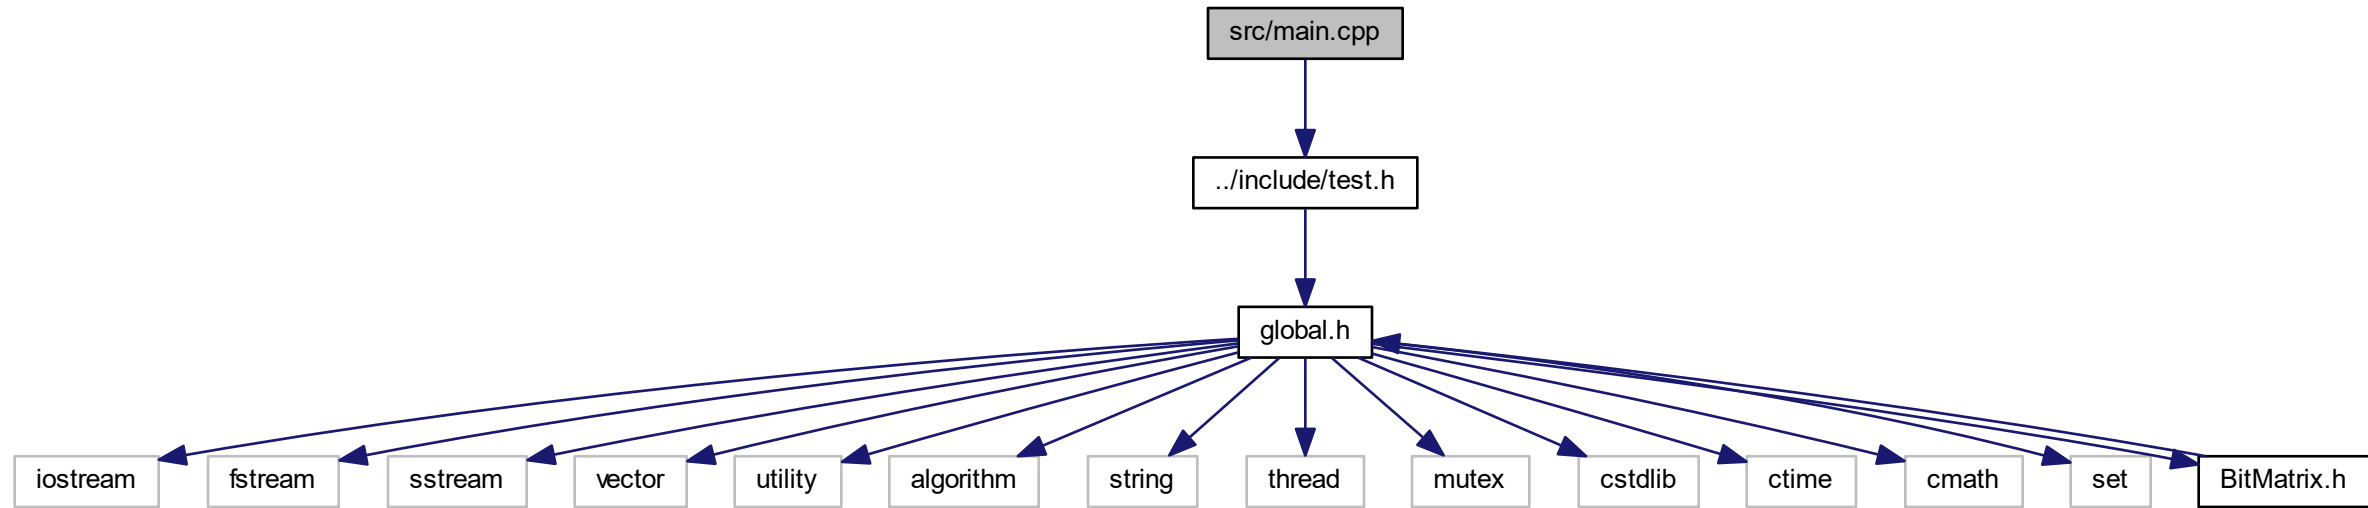 src/main.cpp
../include/test.h
global.h
iostream
fstream
sstream
vector
utility
algorithm
string
thread
mutex
cstdlib
ctime
cmath
set
BitMatrix.h